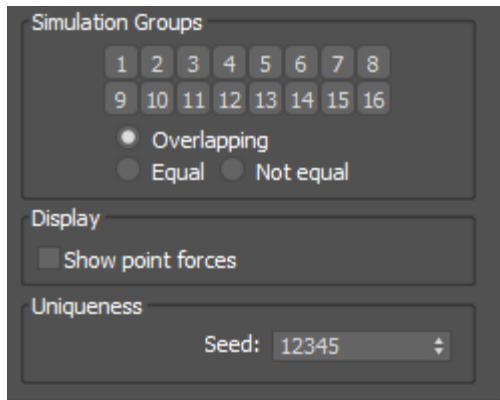 Simulation Groups
1 2 3 4 5 6 7 8
9 10 11 12 13 14 15 16
Overlapping
Equal Not equal
Display
Show point forces
Uniqueness
Seed: 12345